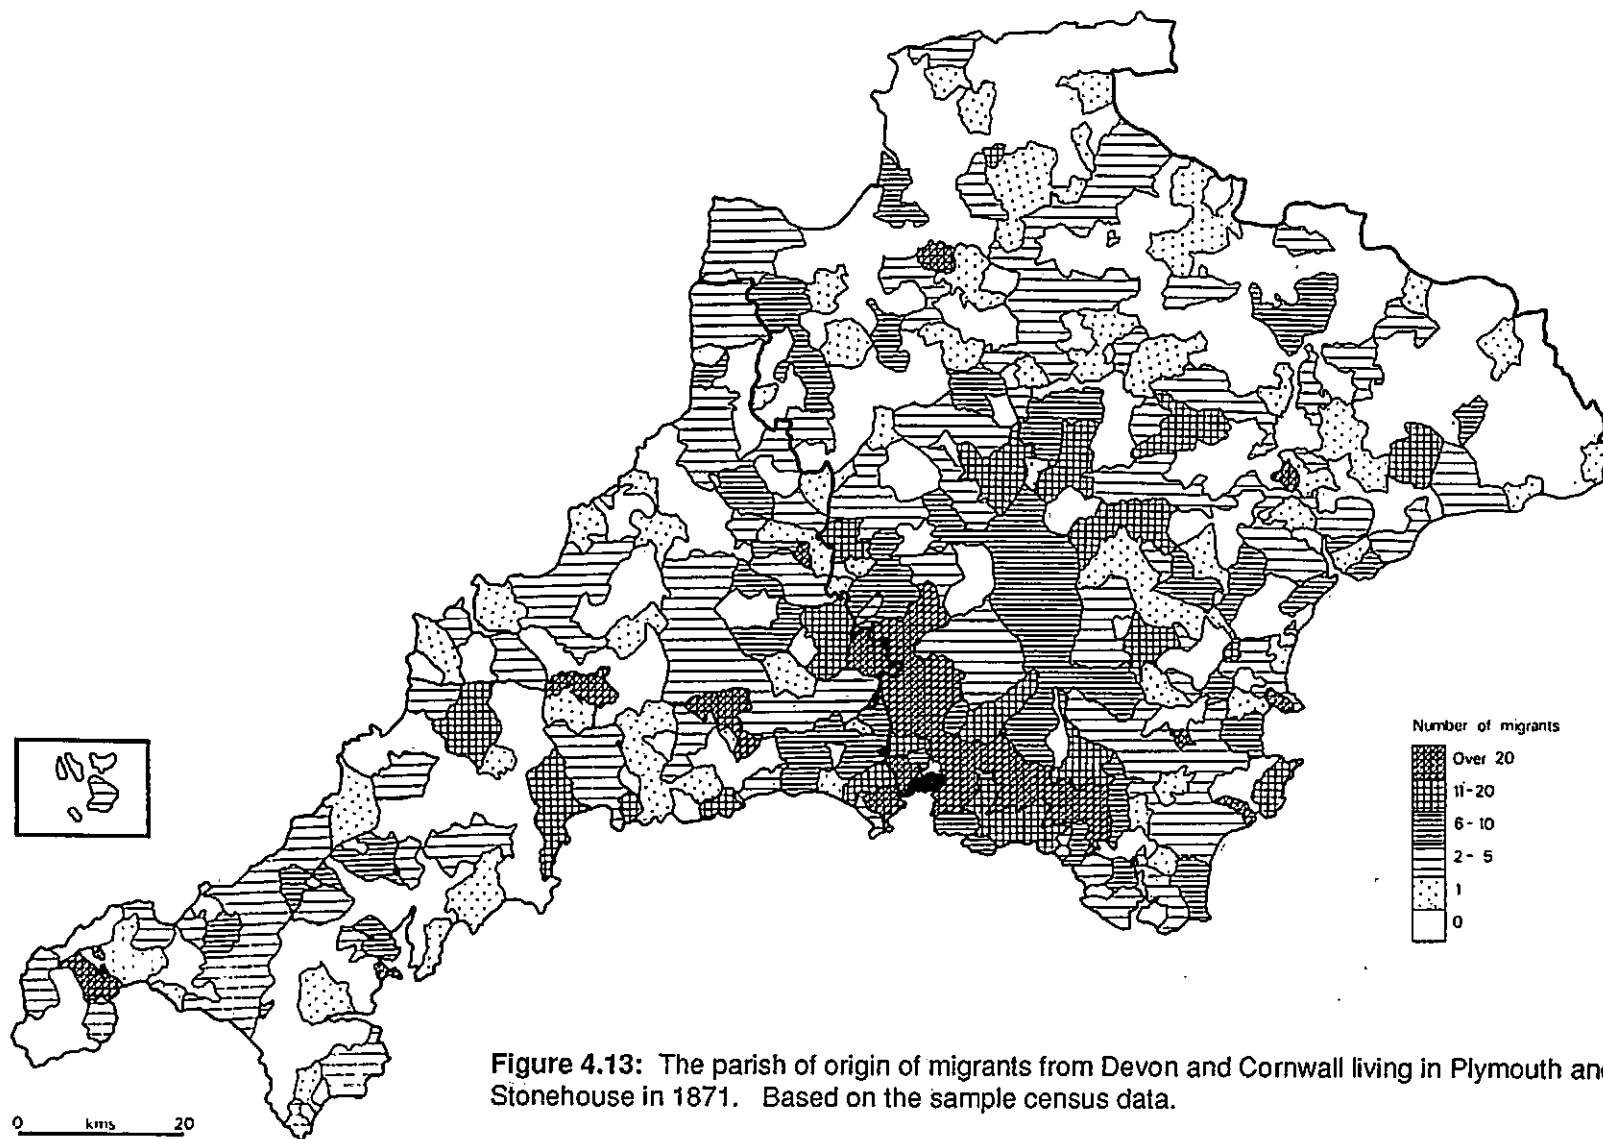 Number of migrants
Over 20
11-20
6-10
2-5
1
0
0 kms 20
Figure 4.13: The parish of origin of migrants from Devon and Cornwall living in Plymouth and
Stonehouse in 1871. Based on the sample census data.